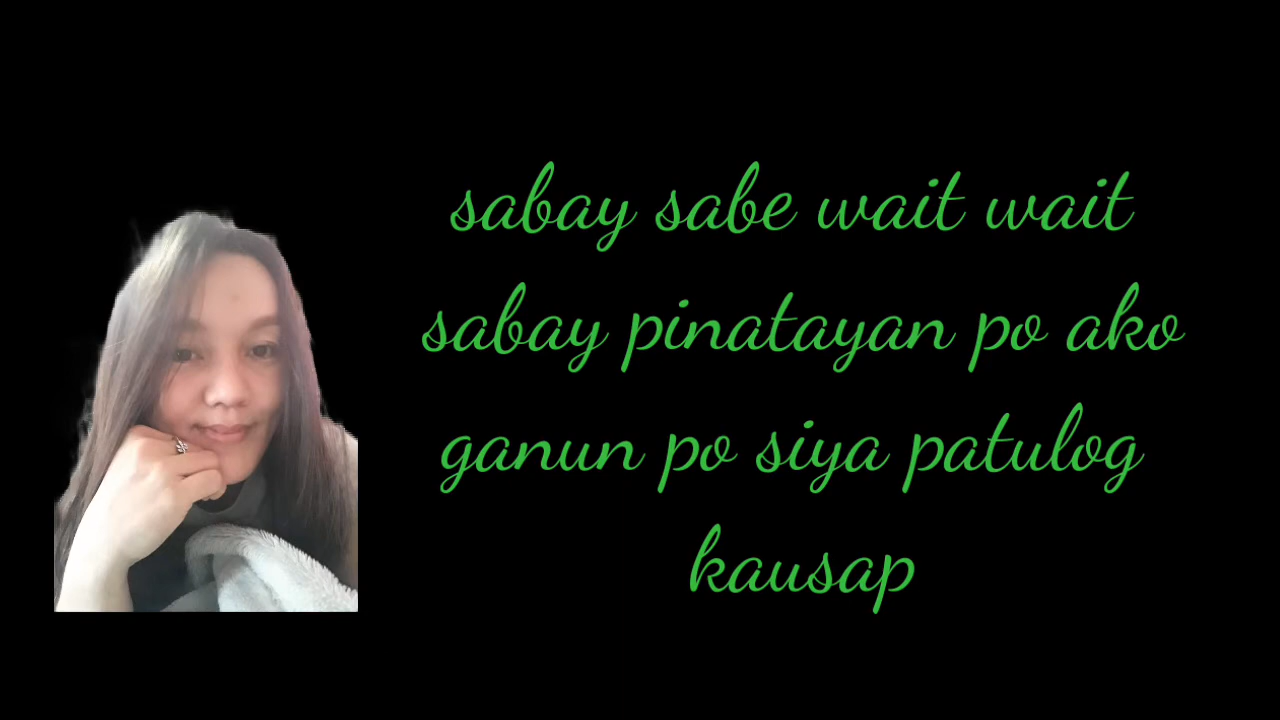 sabay sabe wait wait
sabay pinatayan po ako
ganun po siya patulog
kausap